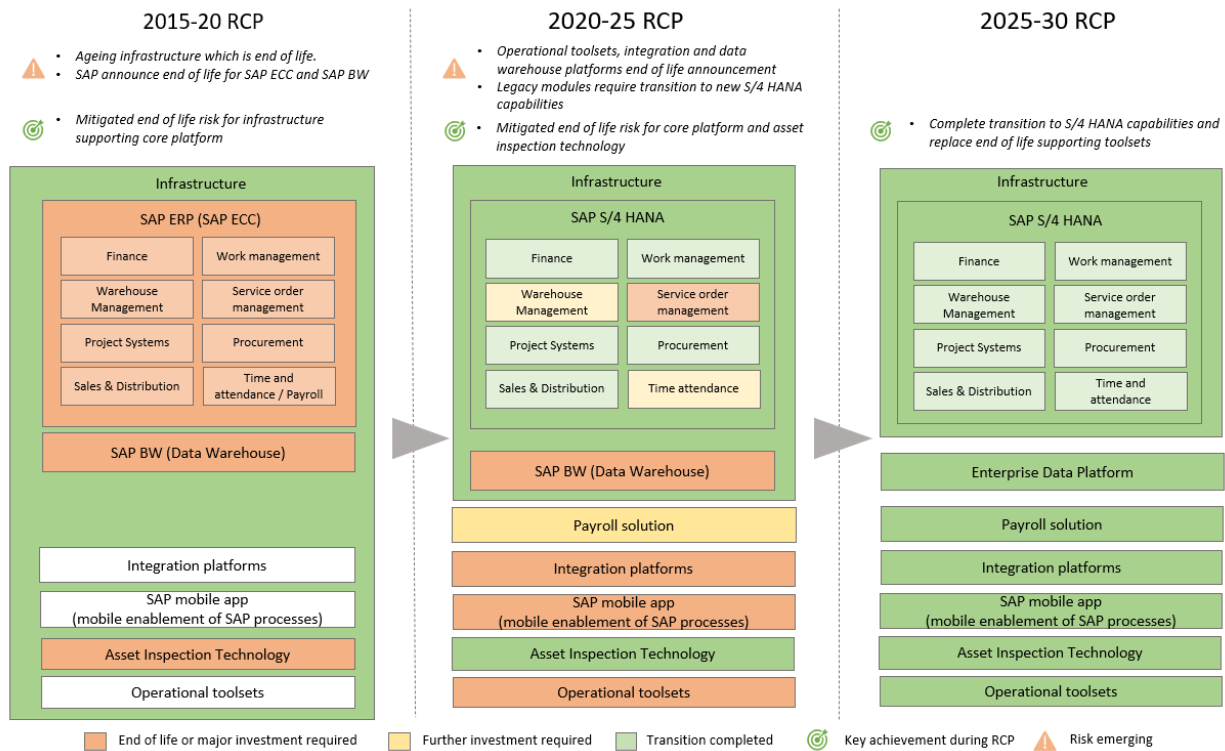 2015-20 RCP
• Ageing infrastructure which is end of life.
• SAP announce end of life for SAP ECC and SAP BW
• Mitigated end of life risk for infrastructure
supporting core platform
Infrastructure
SAP ERP (SAP ECC)
Finance
Work management
Warehouse
Management
Service order
management
Project Systems
Procurement
Sales & Distribution
Time and
attendance / Payroll
SAP BW (Data Warehouse)
Integration platforms
SAP mobile app
(mobile enablement of SAP processes)
Asset Inspection Technology
Operational toolsets
2020-25 RCP
• Operational toolsets, integration and data
warehouse platforms end of life announcement
• Legacy modules require transition to new S/4 HANA
capabilities
• Mitigated end of life risk for core platform and asset
inspection technology
Infrastructure
SAP S/4 HANA
Finance
Work management
Warehouse
Management
Service order
management
Project Systems
Procurement
Sales & Distribution
Time attendance
SAP BW (Data Warehouse)
Payroll solution
Integration platforms
SAP mobile app
(mobile enablement of SAP processes)
Asset Inspection Technology
Operational toolsets
2025-30 RCP
• Complete transition to S/4 HANA capabilities and
replace end of life supporting toolsets
Infrastructure
SAP S/4 HANA
Finance
Work management
Warehouse
Management
Service order
management
Project Systems
Procurement
Sales & Distribution
Time and
attendance
Enterprise Data Platform
Payroll solution
Integration platforms
SAP mobile app
(mobile enablement of SAP processes)
Asset Inspection Technology
Operational toolsets
End of life or major investment required
Further investment required
Transition completed
Key achievement during RCP
Risk emerging